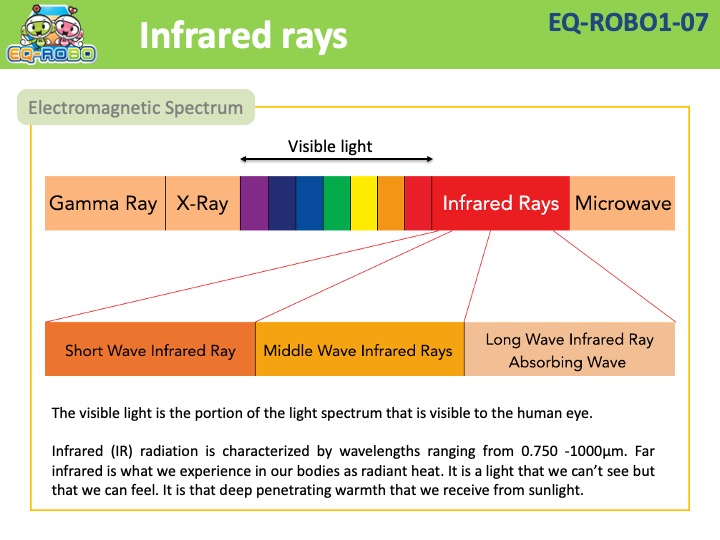 EQ-ROBO
Infrared rays
EQ-ROBO1-07
Electromagnetic Spectrum
Visible light
Gamma Ray
X-Ray
Infrared Rays
Microwave
Short Wave Infrared Ray
Middle Wave Infrared Rays
Long Wave Infrared Ray
Absorbing Wave
The visible light is the portion of the light spectrum that is visible to the human eye.
Infrared (IR) radiation is characterized by wavelengths ranging from 0.750 -1000µm. Far
infrared is what we experience in our bodies as radiant heat. It is a light that we can’t see but
that we can feel. It is that deep penetrating warmth that we receive from sunlight.